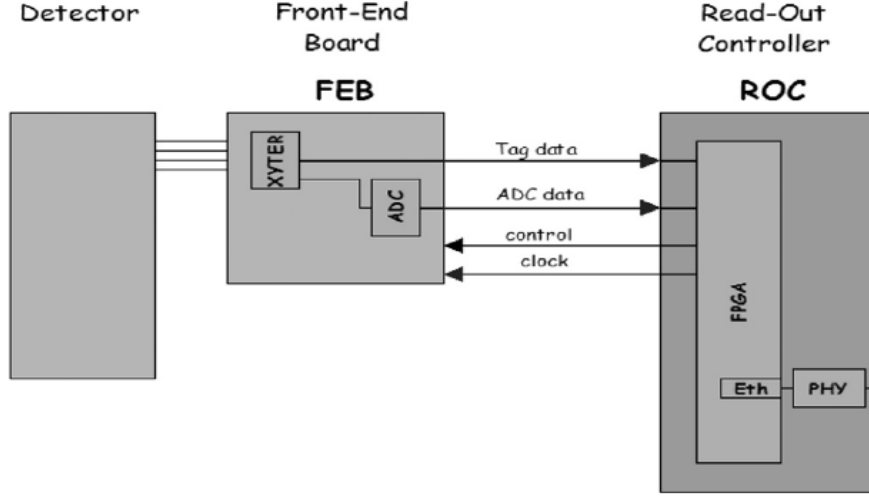 Detector
Front-End
Board
FEB
Read-Out
Controller
ROC
XYTER
ADC
Tag data
ADC data
control
clock
FPGA
Eth
PHY